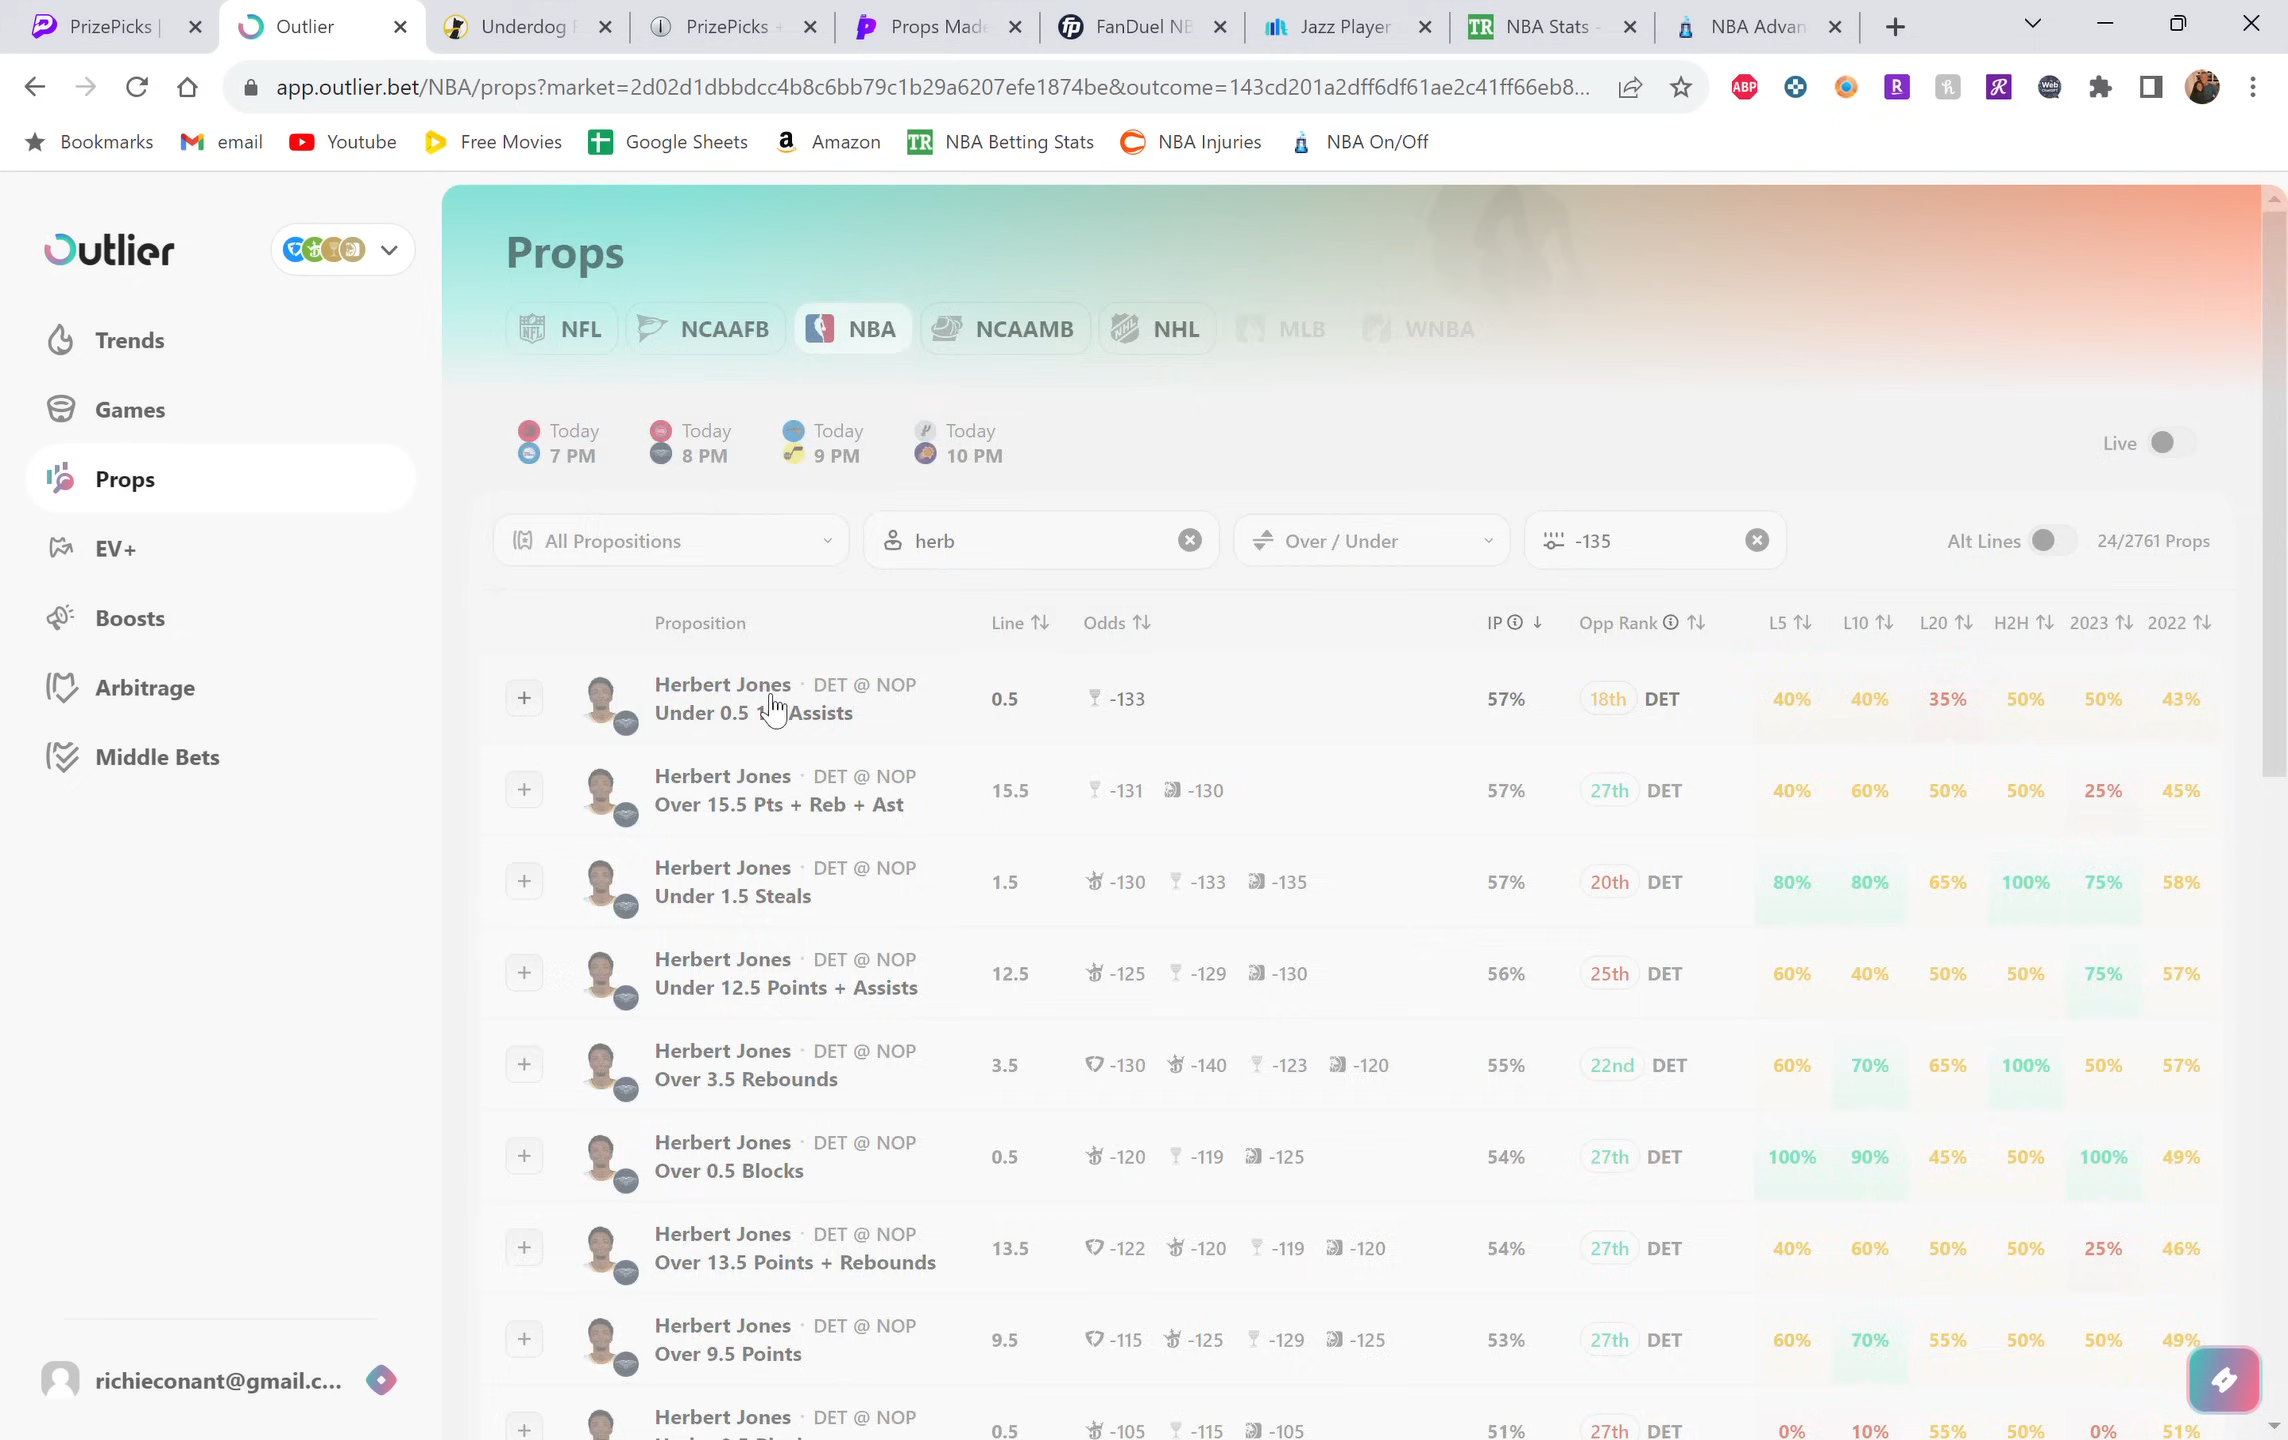 PrizePicks |
Outlier
Underdog
PrizePicks
Props Mad
FanDuel NB
Jazz Player
NBA Stats -
NBA Advan
app.outlier.bet/NBA/props?market=2d02d1dbbdcc4b8c6bb79c1b29a6207efe1874be&outcome=143cd201a2dff6df61ae2c41ff66eb8...
Bookmarks
email
Youtube
Free Movies
Google Sheets
Amazon
NBA Betting Stats
NBA Injuries
NBA On/Off
Outlier
Trends
Games
Props
EV+
Boosts
Arbitrage
Middle Bets
richieconant@gmail.c...
Props
NFL NCAAFB NBA NCAAMB NHL MLB WNBA
Today 7 PM
Today 8 PM
Today 9 PM
Today 10 PM
Live
All Propositions
herb
Over / Under
-135
Alt Lines
24/2761 Props
Proposition Line Odds IP Opp Rank L5 L10 L20 H2H 2023 2022
Herbert Jones · DET @ NOP
Under 0.5 Assists 0.5 -133 57% 18th DET 40% 40% 35% 50% 50% 43%
Herbert Jones · DET @ NOP
Over 15.5 Pts + Reb + Ast 15.5 -131 -130 57% 27th DET 40% 60% 50% 50% 25% 45%
Herbert Jones · DET @ NOP
Under 1.5 Steals 1.5 -130 -133 -135 57% 20th DET 80% 80% 65% 100% 75% 58%
Herbert Jones · DET @ NOP
Under 12.5 Points + Assists 12.5 -125 -129 -130 56% 25th DET 60% 40% 50% 50% 75% 57%
Herbert Jones · DET @ NOP
Over 3.5 Rebounds 3.5 -130 -140 -123 -120 55% 22nd DET 60% 70% 65% 100% 50% 57%
Herbert Jones · DET @ NOP
Over 0.5 Blocks 0.5 -120 -119 -125 54% 27th DET 100% 90% 45% 50% 100% 49%
Herbert Jones · DET @ NOP
Over 13.5 Points + Rebounds 13.5 -122 -120 -119 -120 54% 27th DET 40% 60% 50% 50% 25% 46%
Herbert Jones · DET @ NOP
Over 9.5 Points 9.5 -115 -125 -129 -125 53% 27th DET 60% 70% 55% 50% 50% 49%
Herbert Jones · DET @ NOP
0.5 -105 -115 -105 51% 27th DET 0% 10% 55% 50% 0% 51%